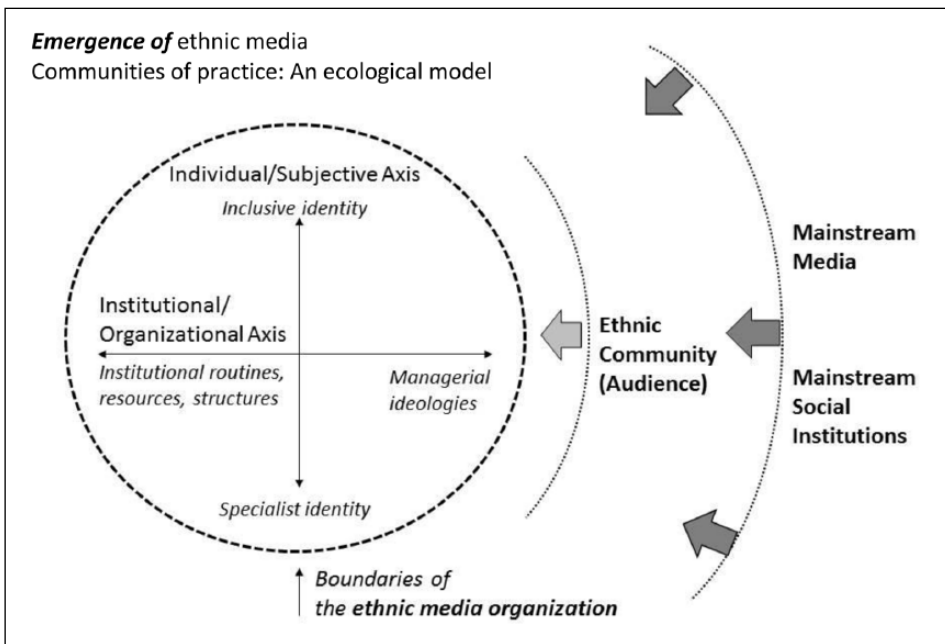 Emergence of ethnic media
Communities of practice: An ecological model
Individual/Subjective Axis
Inclusive identity
Institutional/
Organizational Axis
Institutional routines,
resources, structures
Managerial
ideologies
Specialist identity
Boundaries of
the ethnic media organization
Ethnic
Community
(Audience)
Mainstream
Media
Mainstream
Social
Institutions